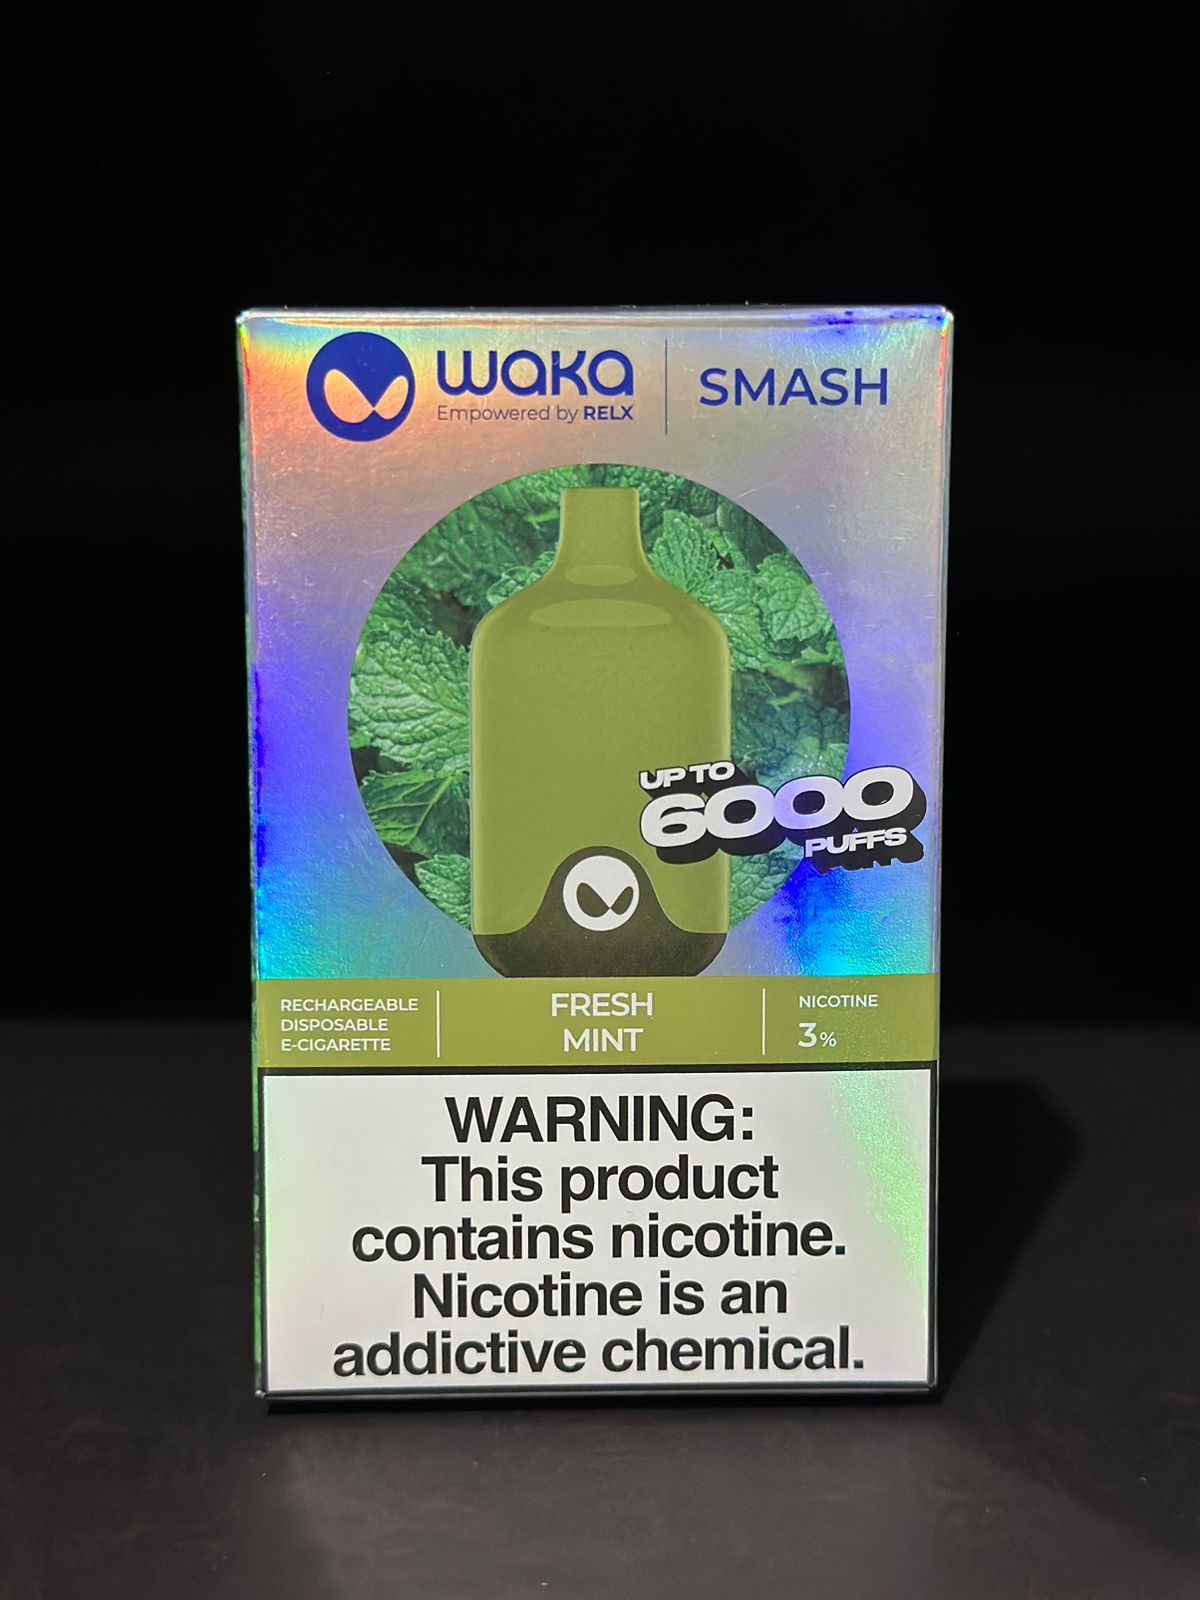 waka
Empowered by RELX
SMASH
UP TO
6000
PUFFS
RECHARGEABLE
DISPOSABLE
E-CIGARETTE
FRESH
MINT
NICOTINE
3%
WARNING:
This product
contains nicotine.
Nicotine is an
addictive chemical.